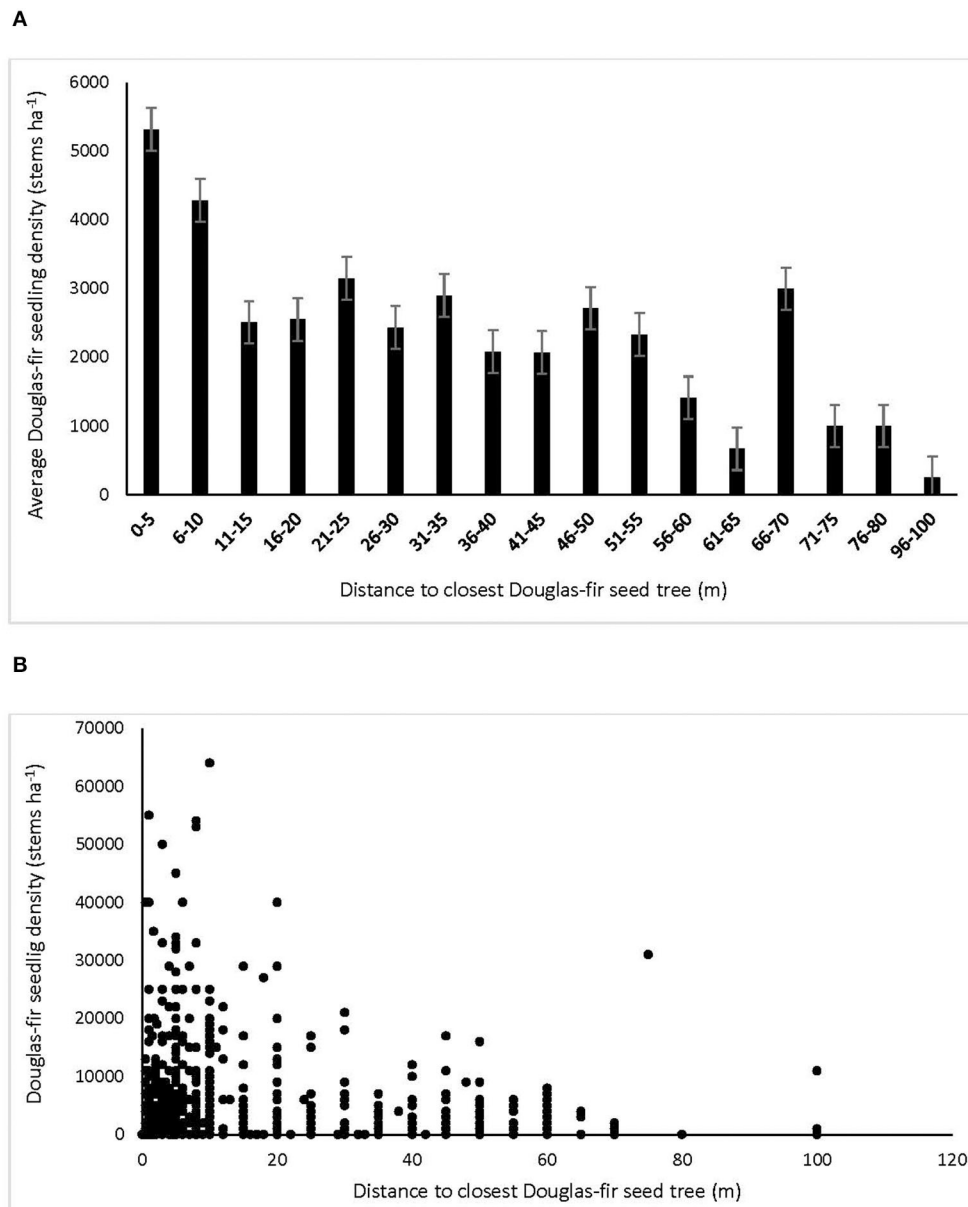 A
Average Douglas-fir seedling density (stems ha⁻¹)
6000
5000
4000
3000
2000
1000
0
0-5 6-10 11-15 16-20 21-25 26-30 31-35 36-40 41-45 46-50 51-55 56-60 61-65 66-70 71-75 76-80 96-100
Distance to closest Douglas-fir seed tree (m)
B
Douglas-fir seedlig density (stems ha⁻¹)
70000
60000
50000
40000
30000
20000
10000
0
0 20 40 60 80 100 120
Distance to closest Douglas-fir seed tree (m)